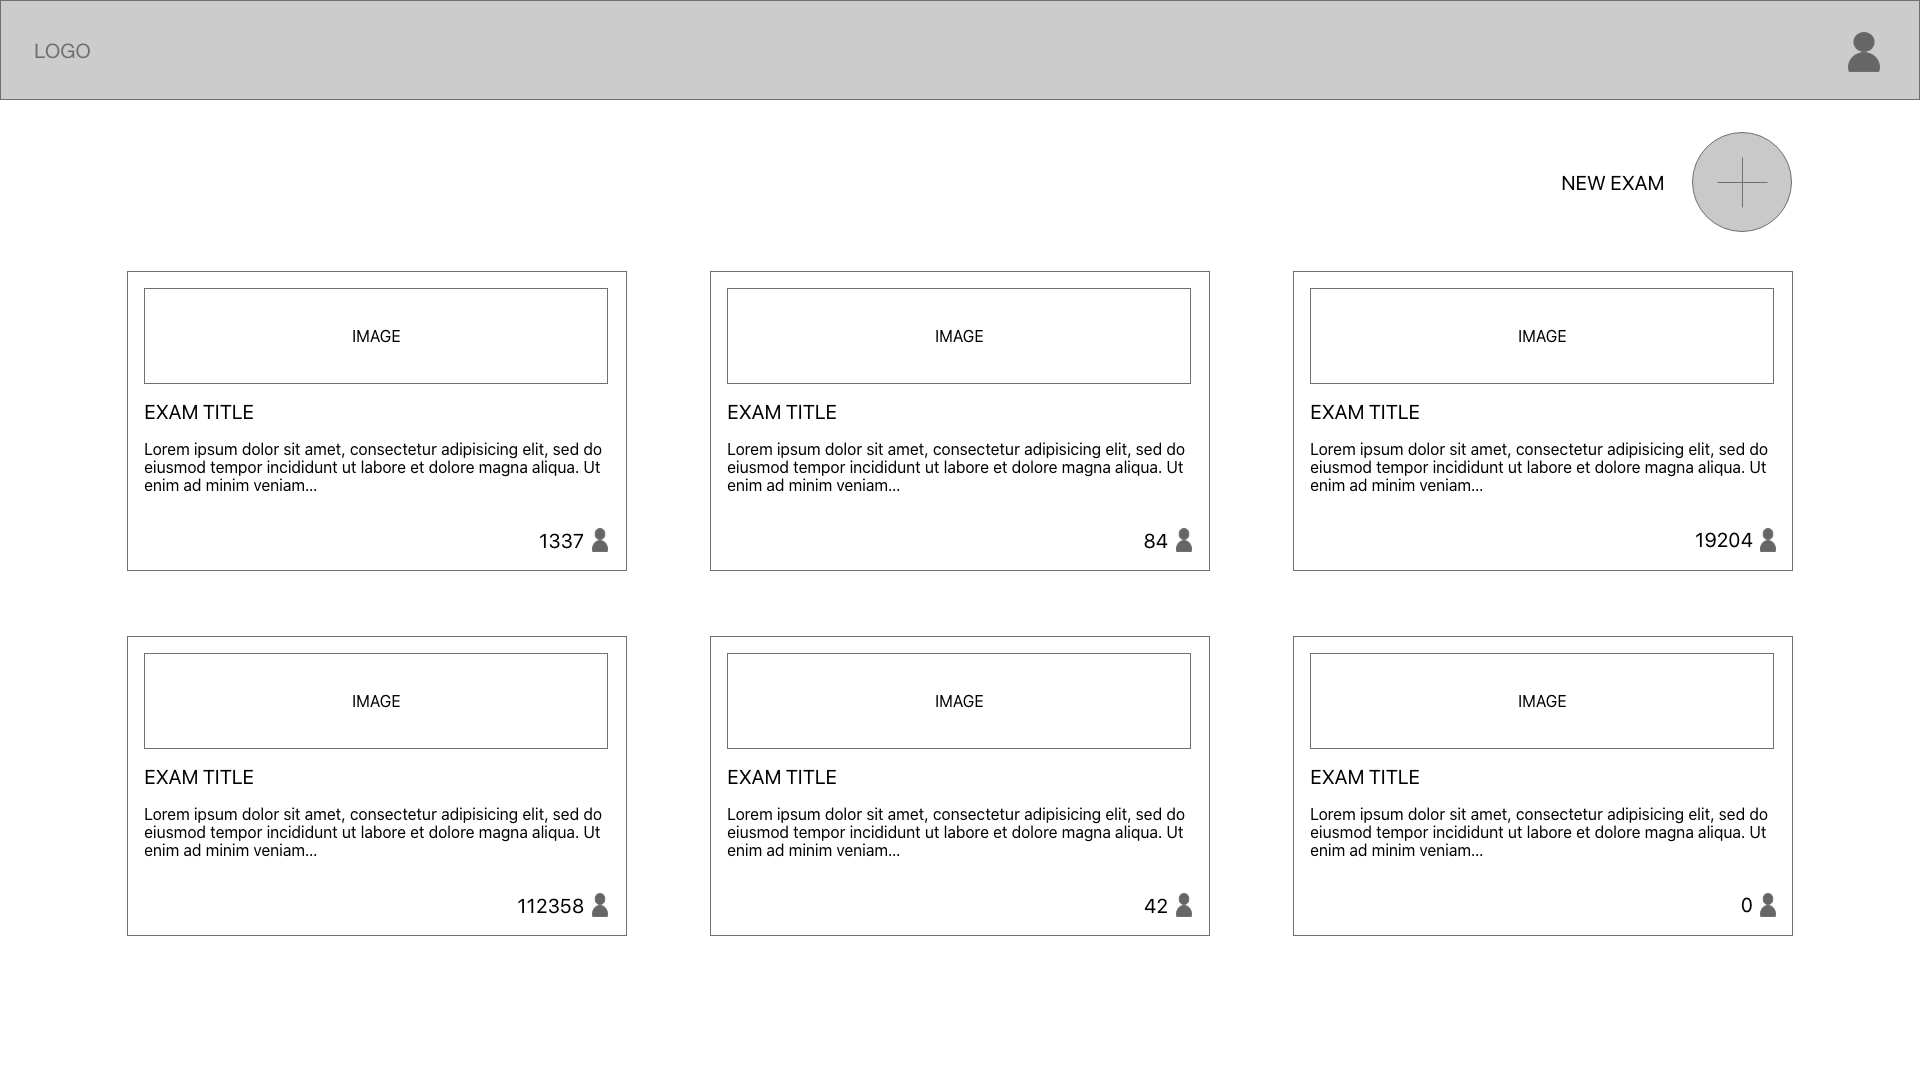 LOGO
NEW EXAM
IMAGE
EXAM TITLE
Lorem ipsum dolor sit amet, consectetur adipisicing elit, sed do
eiusmod tempor incididunt ut labore et dolore magna aliqua. Ut
enim ad minim veniam...
1337
IMAGE
EXAM TITLE
Lorem ipsum dolor sit amet, consectetur adipisicing elit, sed do
eiusmod tempor incididunt ut labore et dolore magna aliqua. Ut
enim ad minim veniam...
84
IMAGE
EXAM TITLE
Lorem ipsum dolor sit amet, consectetur adipisicing elit, sed do
eiusmod tempor incididunt ut labore et dolore magna aliqua. Ut
enim ad minim veniam...
19204
IMAGE
EXAM TITLE
Lorem ipsum dolor sit amet, consectetur adipisicing elit, sed do
eiusmod tempor incididunt ut labore et dolore magna aliqua. Ut
enim ad minim veniam...
112358
IMAGE
EXAM TITLE
Lorem ipsum dolor sit amet, consectetur adipisicing elit, sed do
eiusmod tempor incididunt ut labore et dolore magna aliqua. Ut
enim ad minim veniam...
42
IMAGE
EXAM TITLE
Lorem ipsum dolor sit amet, consectetur adipisicing elit, sed do
eiusmod tempor incididunt ut labore et dolore magna aliqua. Ut
enim ad minim veniam...
0